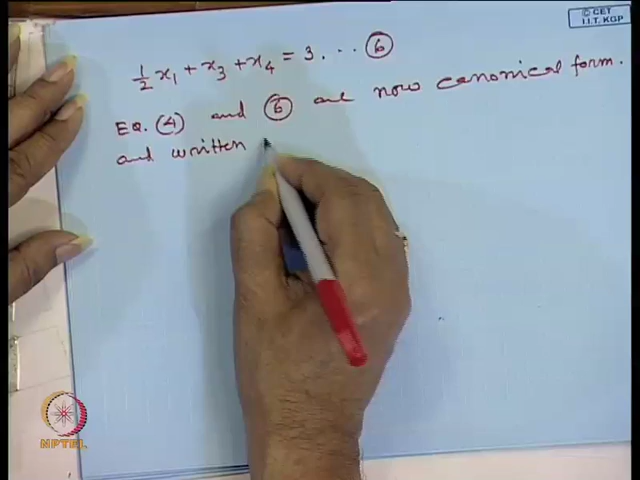 © CET
I.I.T. KGP
1/2 x₁ + x₃ + x₄ = 3. ... ⑥
EQ. ④ and ⑥ are now canonical form.
and written
NPTEL